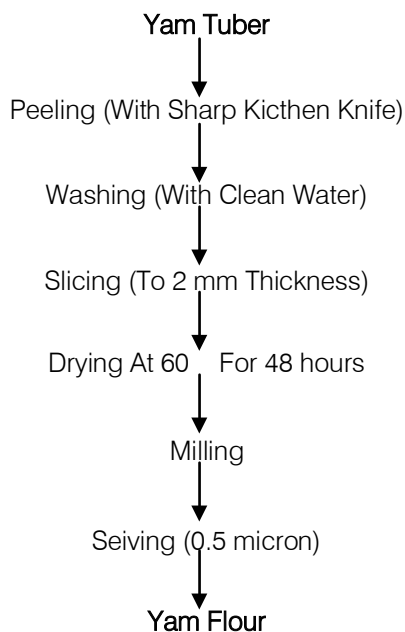 Yam Tuber
Peeling (With Sharp Kicthen Knife)
Washing (With Clean Water)
Slicing (To 2 mm Thickness)
Drying At 60 For 48 hours
Milling
Seiving (0.5 micron)
Yam Flour